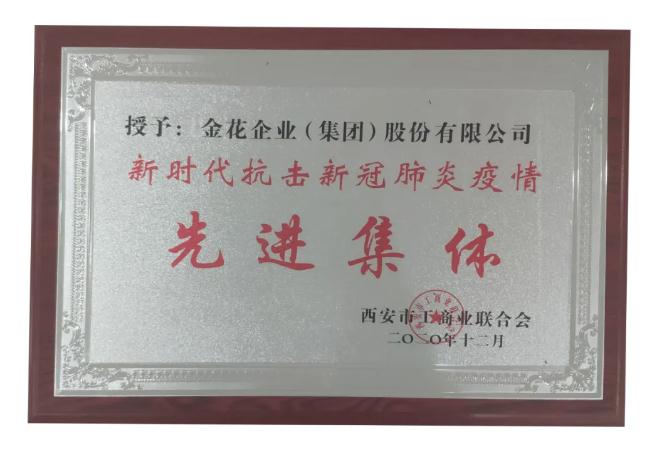 授予：金花企业（集团）股份有限公司
新时代抗击新冠肺炎疫情
先进集体
西安市工商业联合会
二〇二〇年十二月